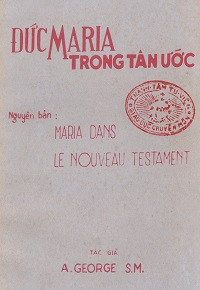 ĐỨC MARIA
TRONG TÂN ƯỚC
Nguyên bản :
MARIA DANS
LE NOUVEAU TESTAMENT
TÁC GIẢ
A. GEORGE S.M.